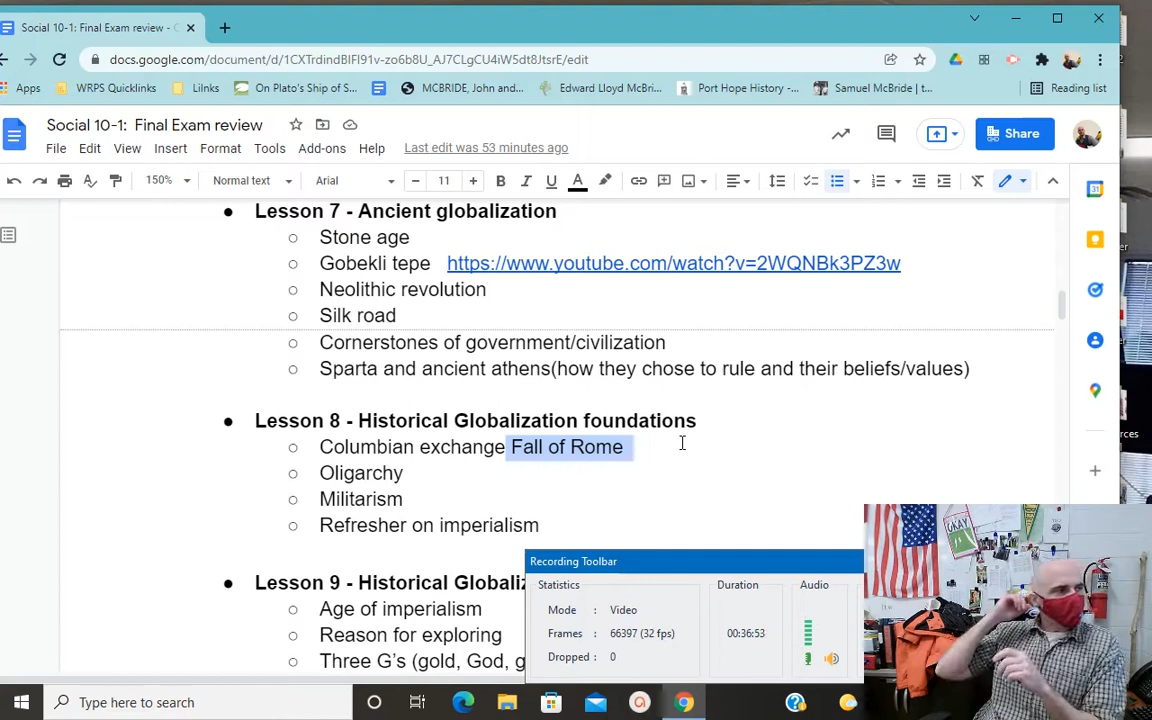 Social 10-1: Final Exam review - G
docs.google.com/document/d/1CXTrdindBIFI91v-zo6b8U_AJ7CLgCU4iW5dt8JtsrE/edit
Apps WRPS Quicklinks LiInks On Plato's Ship of S... MCBRIDE, John and... Edward Lloyd McBri... Port Hope History -... Samuel McBride | t... Reading list
Social 10-1: Final Exam review
Share
File Edit View Insert Format Tools Add-ons Help Last edit was 53 minutes ago
150% Normal text Arial 11 B I U A
31
● Lesson 7 - Ancient globalization
○ Stone age
○ Gobekli tepe https://www.youtube.com/watch?v=2WQNBk3PZ3w
○ Neolithic revolution
○ Silk road
○ Cornerstones of government/civilization
○ Sparta and ancient athens(how they chose to rule and their beliefs/values)
● Lesson 8 - Historical Globalization foundations
○ Columbian exchange Fall of Rome
○ Oligarchy
○ Militarism
○ Refresher on imperialism
● Lesson 9 - Historical Globaliz
○ Age of imperialism
○ Reason for exploring
○ Three G's (gold, God, g
Recording Toolbar
Statistics Duration Audio
Mode : Video
Frames : 66397 (32 fps) 00:36:53
Dropped : 0
OKAY
Type here to search